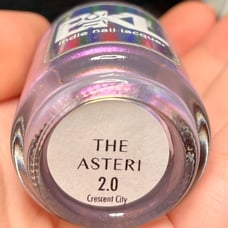 indie nail lacquer
THE
ASTERI
2.0
Crescent City